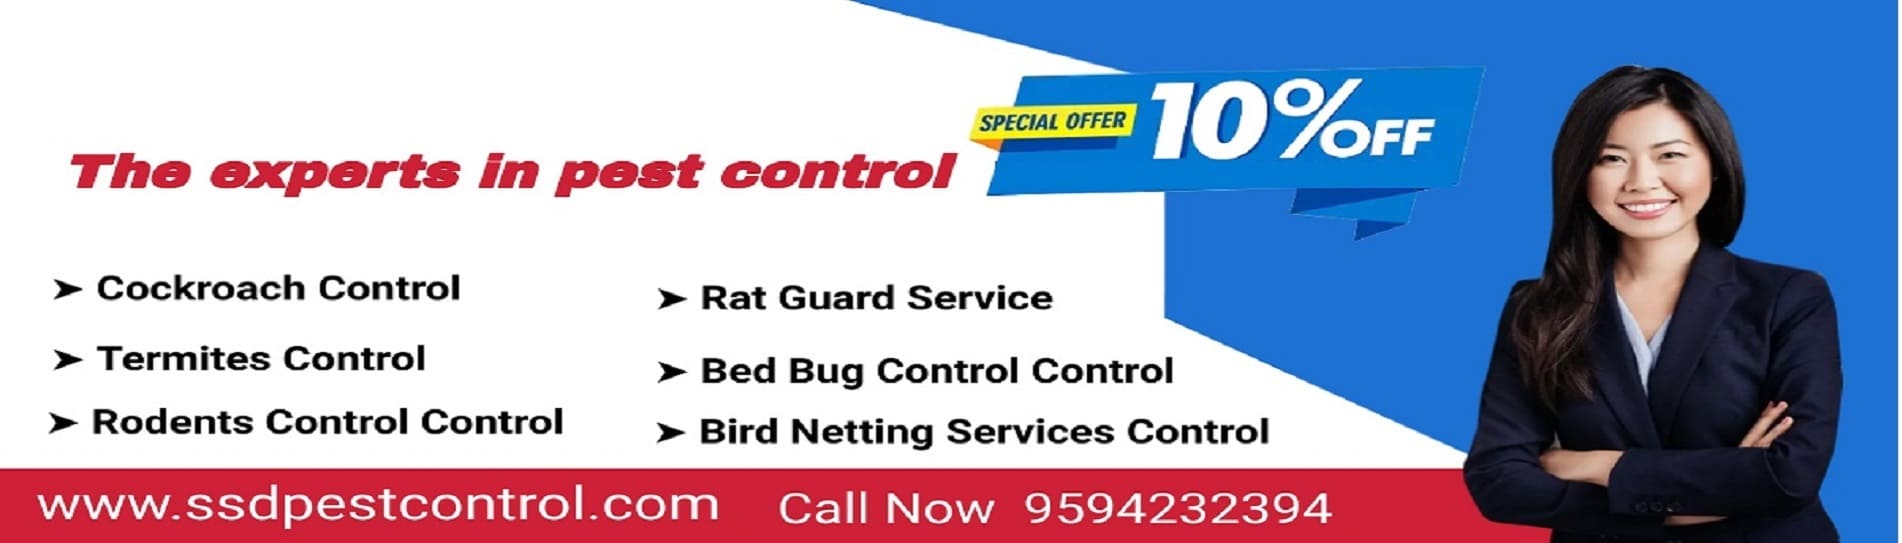 SPECIAL OFFER 10% OFF
The experts in pest control
➤ Cockroach Control
➤ Termites Control
➤ Rodents Control Control
➤ Rat Guard Service
➤ Bed Bug Control Control
➤ Bird Netting Services Control
www.ssdpestcontrol.com Call Now 9594232394